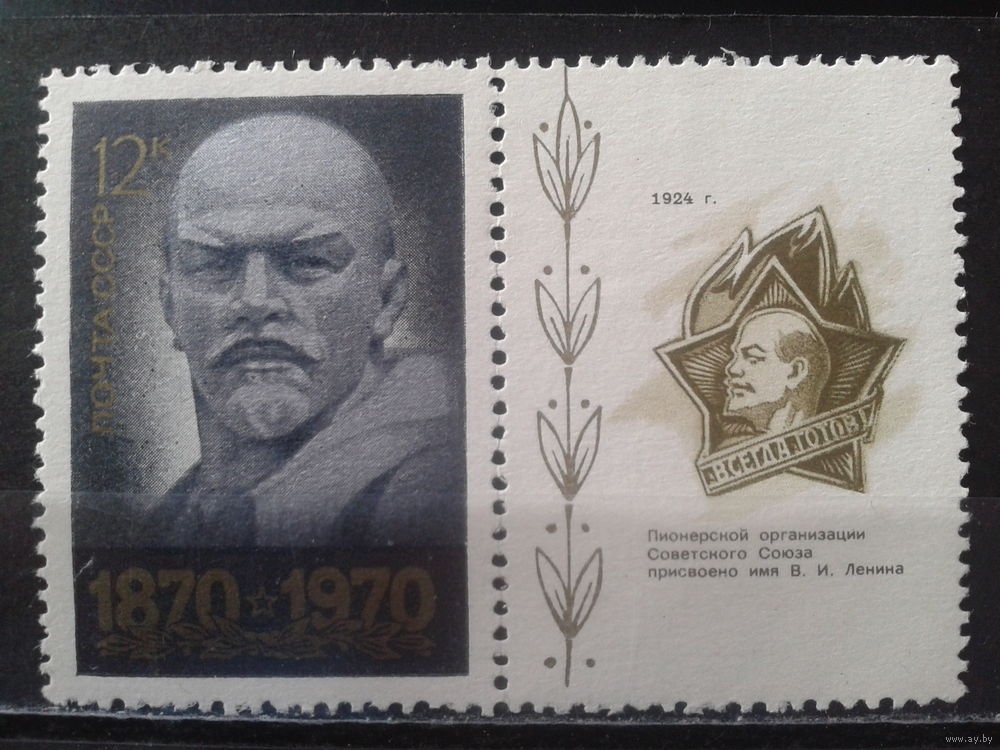 12к
ПОЧТА СССР
1870 1970
1924 г.
ВСЕГДА ГОТОВ!
Пионерской организации
Советского Союза
присвоено имя В. И. Ленина
www.ay.by